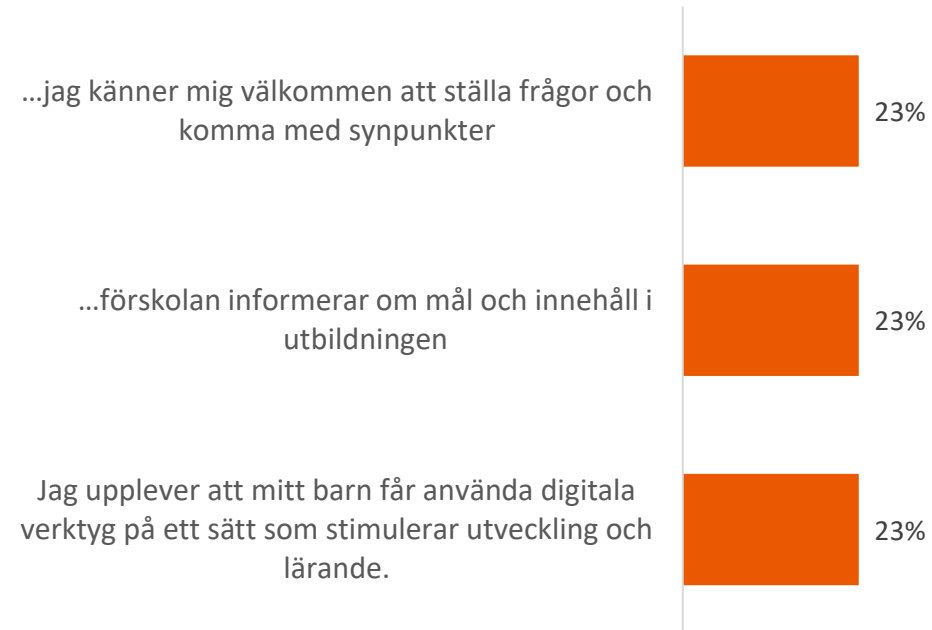 ...jag känner mig välkommen att ställa frågor och
komma med synpunkter
23%
...förskolan informerar om mål och innehåll i
utbildningen
23%
Jag upplever att mitt barn får använda digitala
verktyg på ett sätt som stimulerar utveckling och
lärande.
23%